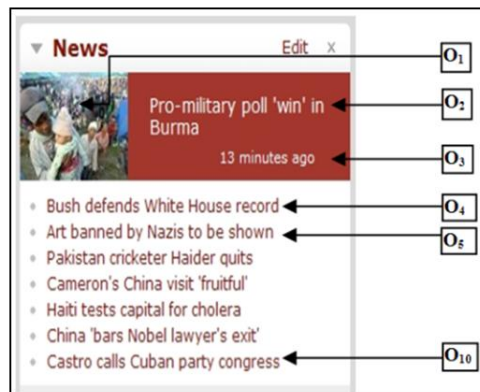 News Edit x
O1
Pro-military poll 'win' in
Burma
O2
13 minutes ago
O3
Bush defends White House record
O4
Art banned by Nazis to be shown
O5
Pakistan cricketer Haider quits
Cameron's China visit 'fruitful'
Haiti tests capital for cholera
China 'bars Nobel lawyer's exit'
Castro calls Cuban party congress
O10